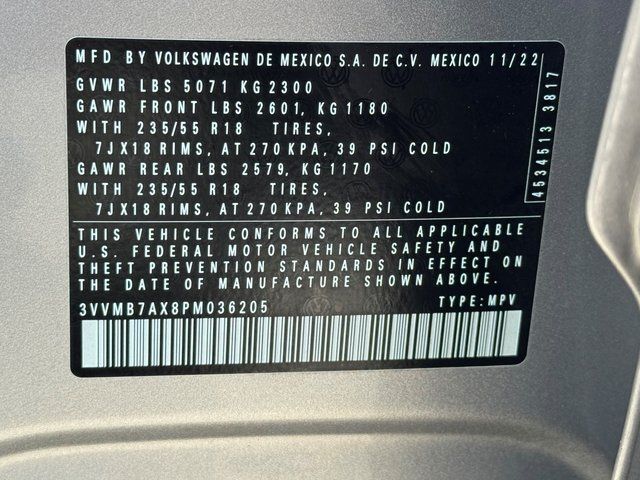 MFD BY VOLKSWAGEN DE MEXICO S.A. DE C.V. MEXICO 11/22
GVWR LBS 5071 KG 2300
GAWR FRONT LBS 2601, KG 1180
WITH 235/55 R18 TIRES,
7JX18 RIMS, AT 270 KPA, 39 PSI COLD
GAWR REAR LBS 2579, KG 1170
WITH 235/55 R18 TIRES,
7JX18 RIMS, AT 270 KPA, 39 PSI COLD
THIS VEHICLE CONFORMS TO ALL APPLICABLE
U.S. FEDERAL MOTOR VEHICLE SAFETY AND
THEFT PREVENTION STANDARDS IN EFFECT ON
THE DATE OF MANUFACTURE SHOWN ABOVE.
3VVMB7AX8PM036205 TYPE: MPV
4534513 3817